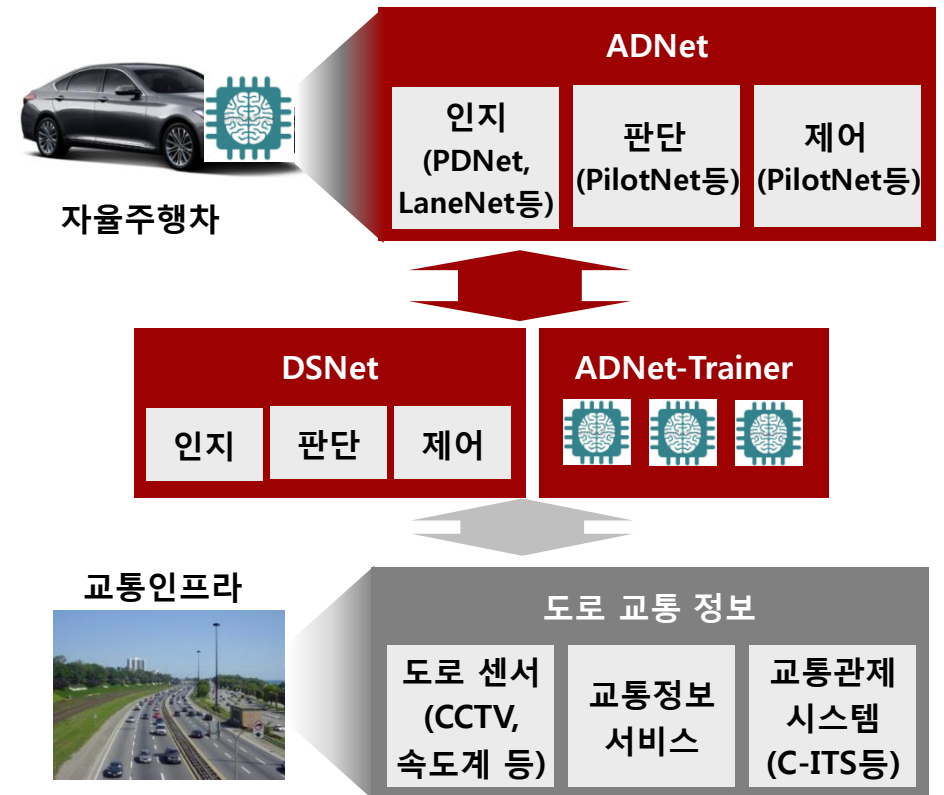 ADNet
인지
(PDNet,
LaneNet등)
판단
(PilotNet등)
제어
(PilotNet등)
자율주행차
DSNet
인지
판단
제어
ADNet-Trainer
교통인프라
도로 교통 정보
도로 센서
(CCTV,
속도계 등)
교통정보
서비스
교통관제
시스템
(C-ITS등)